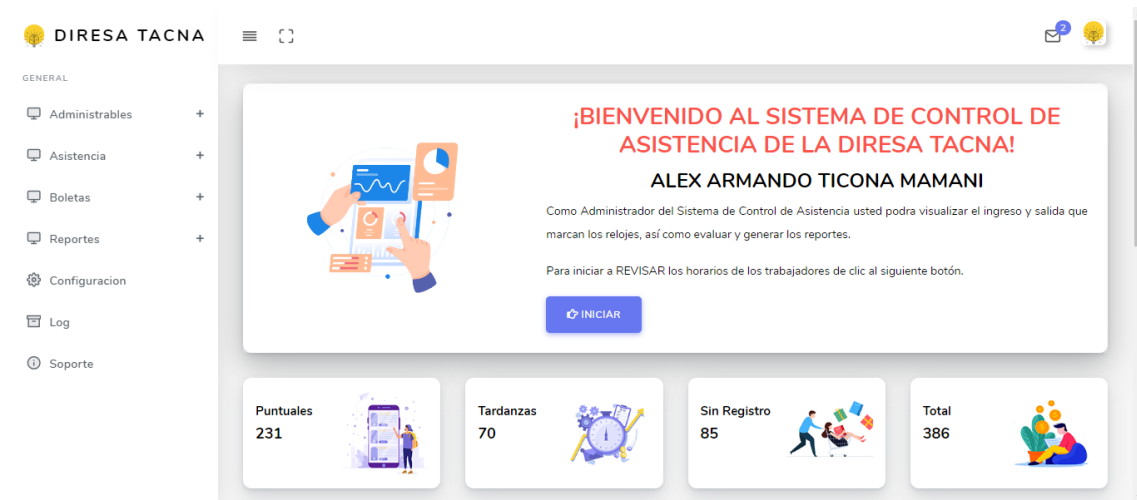 DIRESA TACNA
2
GENERAL
Administrables +
Asistencia +
Boletas +
Reportes +
Configuracion
Log
Soporte
¡BIENVENIDO AL SISTEMA DE CONTROL DE
ASISTENCIA DE LA DIRESA TACNA!
ALEX ARMANDO TICONA MAMANI
Como Administrador del Sistema de Control de Asistencia usted podra visualizar el ingreso y salida que
marcan los relojes, así como evaluar y generar los reportes.
Para iniciar a REVISAR los horarios de los trabajadores de clic al siguiente botón.
INICIAR
Puntuales
231
Tardanzas
70
Sin Registro
85
Total
386